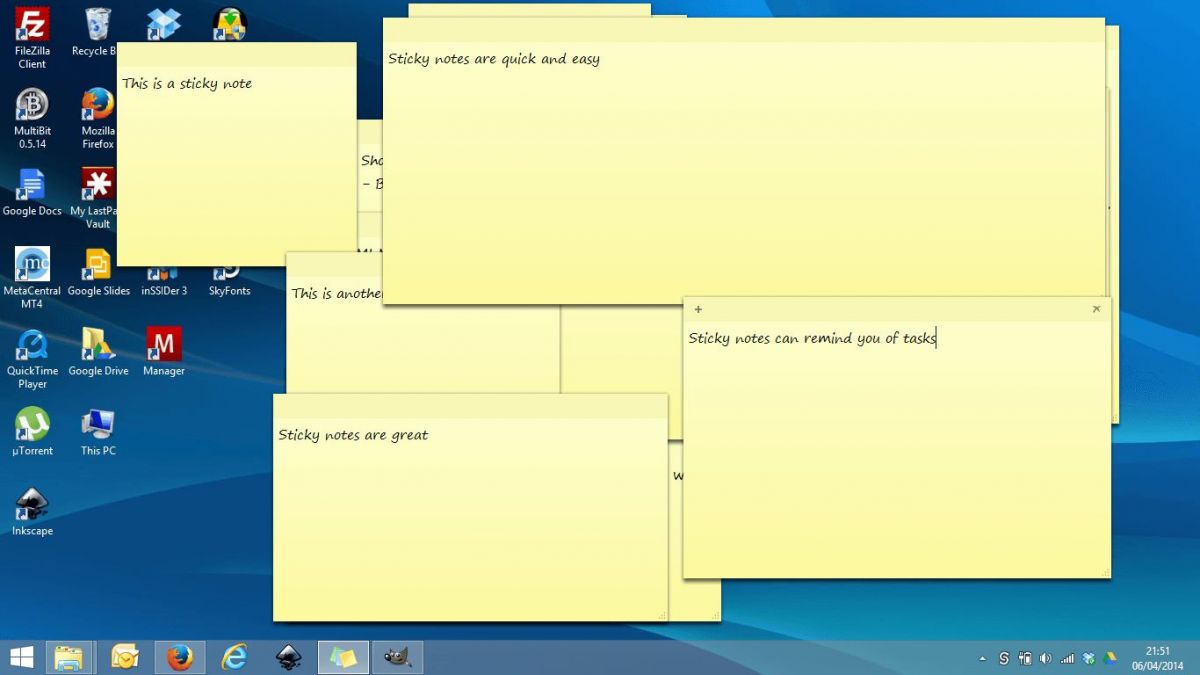 FileZilla
Client
Recycle B
MultiBit
0.5.14
Mozilla
Firefox
Google Docs
My LastPa
Vault
MetaCentral
MT4
Google Slides
inSSIDer 3
SkyFonts
QuickTime
Player
Google Drive
Manager
µTorrent
This PC
Inkscape
This is a sticky note
Sho
- B
Sticky notes are quick and easy
This is another
Sticky notes can remind you of tasks
Sticky notes are great
w
21:51
06/04/2014